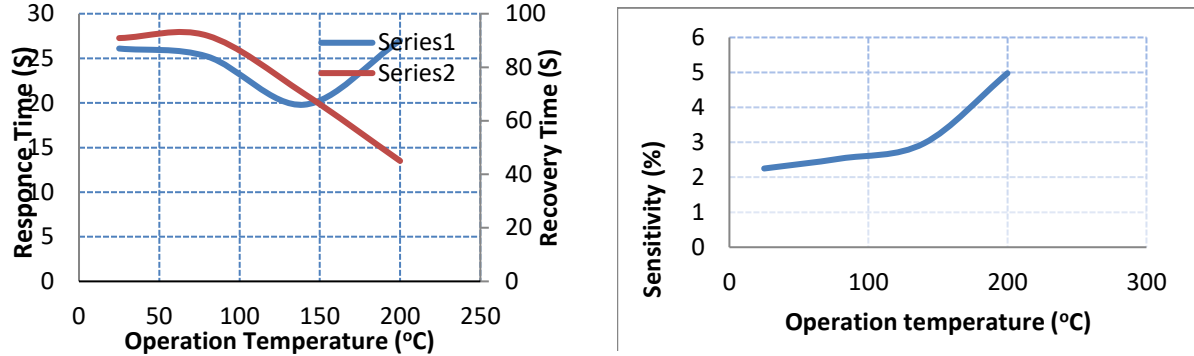 30
25
20
15
10
5
0
Responce Time (S)
0 50 100 150 200 250
Operation Temperature (ºC)
100
80
60
40
20
0
Recovery Time (S)
Series1
Series2
6
5
4
3
2
1
0
Sensitivity (%)
0 100 200 300
Operation temperature (ºC)